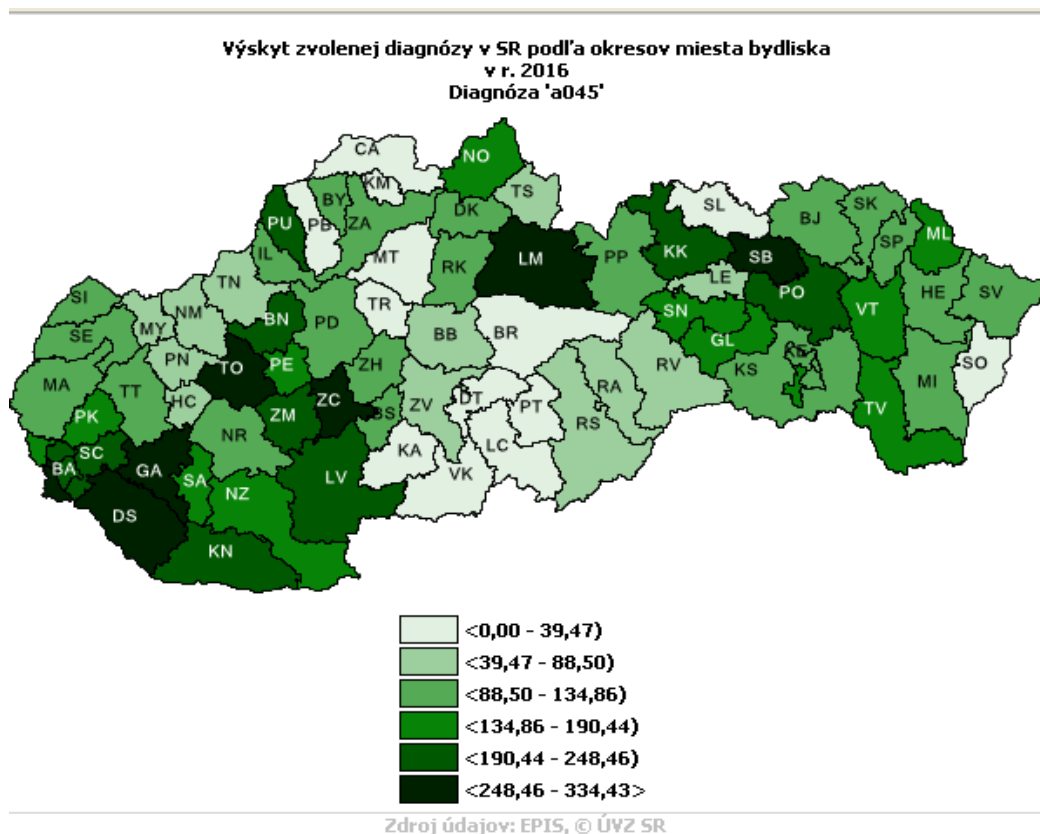 Výskyt zvolenej diagnózy v SR podľa okresov miesta bydliska
v r. 2016
Diagnóza 'a045'
CA
NO
KM
TS
BY
PU
PB
ZA
DK
SL
BJ
SK
SP
ML
IL
MT
RK
LM
PP
KK
SB
LE
HE
SV
TN
SI
TR
PO
VT
SN
SE
MY
NM
BN
PD
BB
BR
GL
SO
PN
TO
PE
ZH
RV
KS
KE
MI
MA
TT
HC
ZC
BS
ZV
DT
PT
RA
TV
PK
ZM
RS
NR
SC
BA
GA
KA
LC
SA
LV
VK
NZ
DS
KN
<0,00 - 39,47)
<39,47 - 88,50)
<88,50 - 134,86)
<134,86 - 190,44)
<190,44 - 248,46)
<248,46 - 334,43>
Zdroj údajov: EPIS, © ÚVZ SR